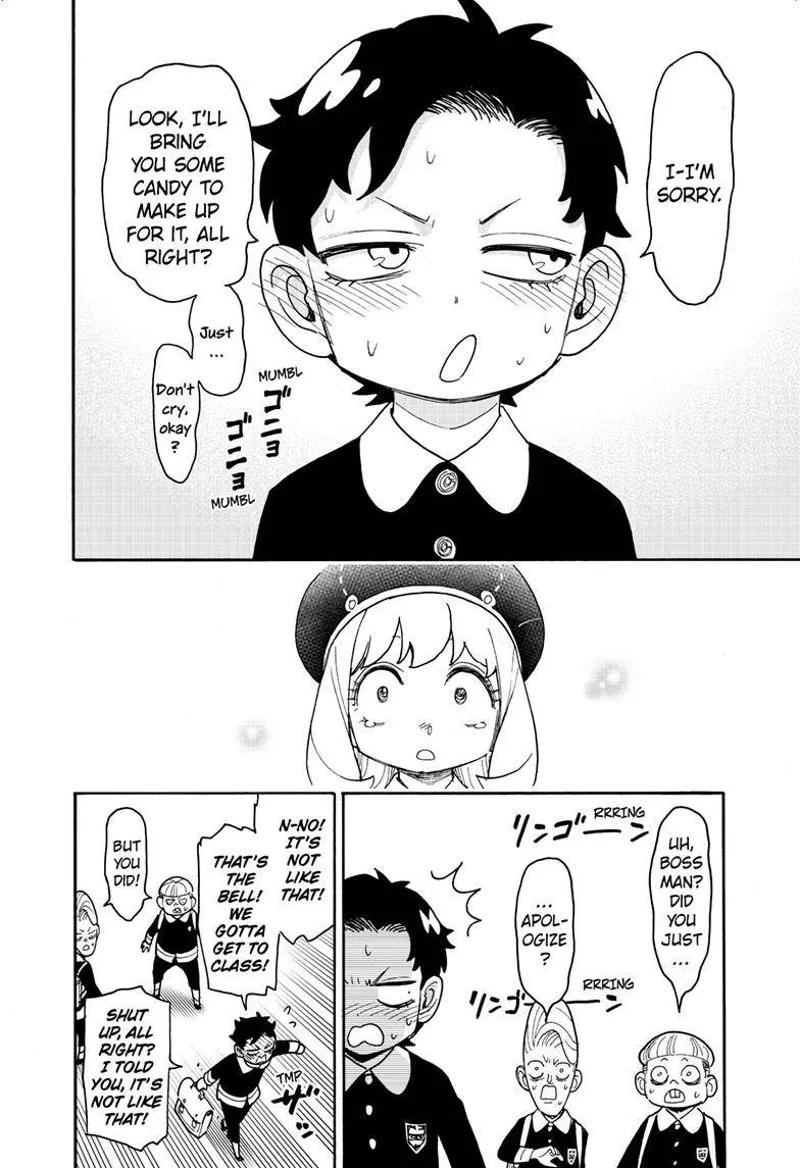 I-I'M
SORRY.
LOOK, I'LL
BRING
YOU SOME
CANDY TO
MAKE UP
FOR IT, ALL
RIGHT?
Just
...
Don't
cry,
okay
?
MUMBL
ゴニョ
ゴニョ
MUMBL
RRRING
リンゴーン
UH,
BOSS
MAN?
DID
YOU
JUST
...
...
APOL-
OGIZE
?
RRRING
リンゴーン
N-NO!
IT'S
NOT
LIKE
THAT!
THAT'S
THE
BELL!
WE
GOTTA
GET TO
CLASS!
BUT
YOU
DID!
SHUT
UP, ALL
RIGHT?
I TOLD
YOU, IT'S
NOT LIKE
THAT!
TMP